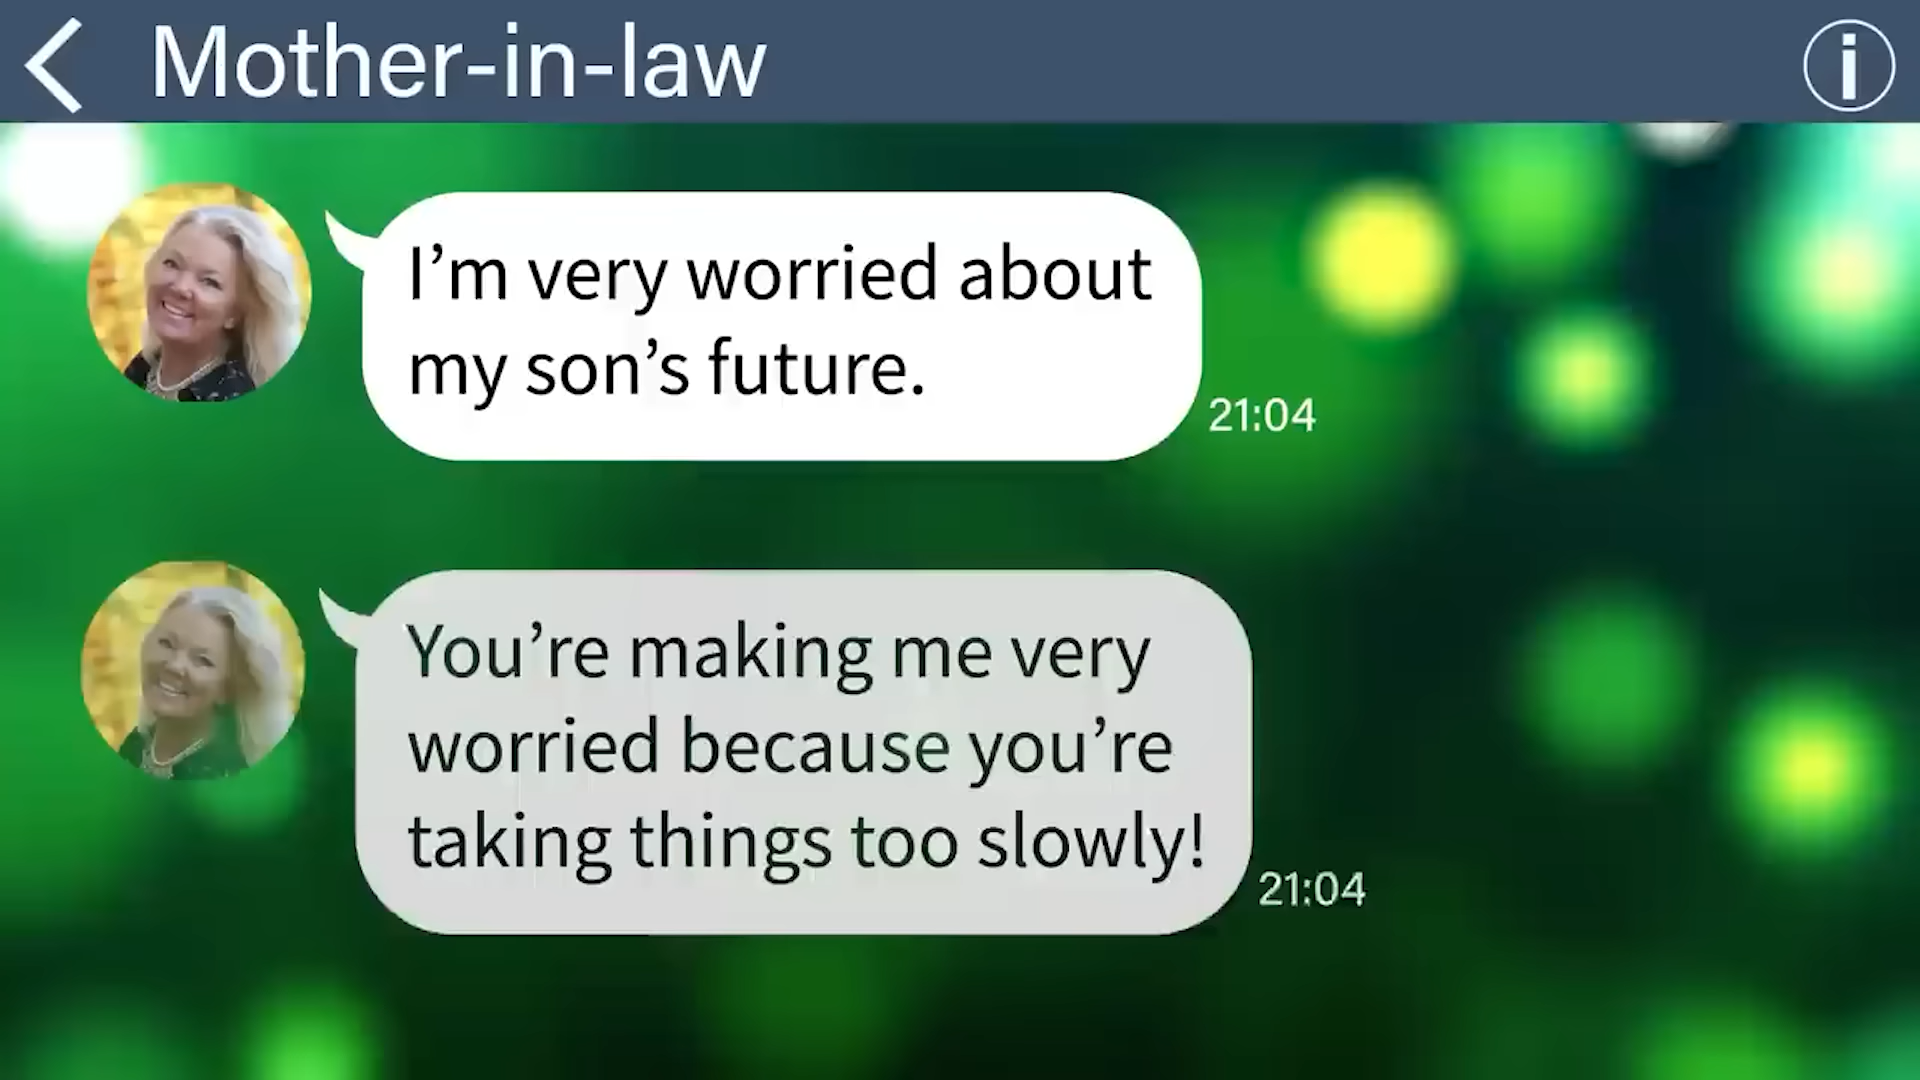 Mother-in-law
I’m very worried about
my son’s future.
21:04
You’re making me very
worried because you’re
taking things too slowly!
21:04